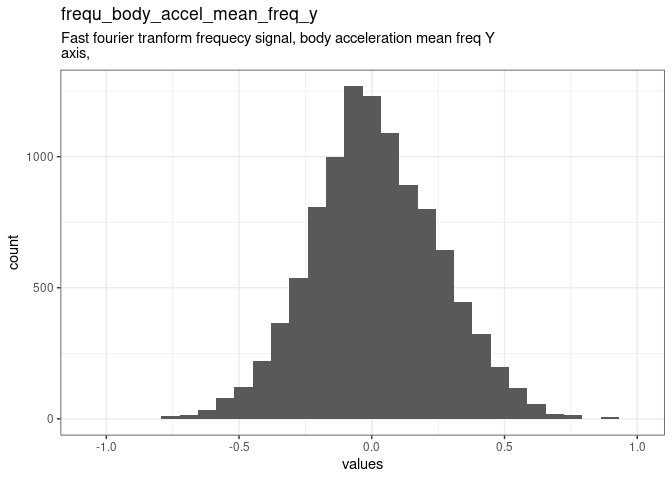 frequ_body_accel_mean_freq_y
Fast fourier tranform frequecy signal, body acceleration mean freq Y
axis,
1000
500
0
count
-1.0
-0.5
0.0
0.5
1.0
values